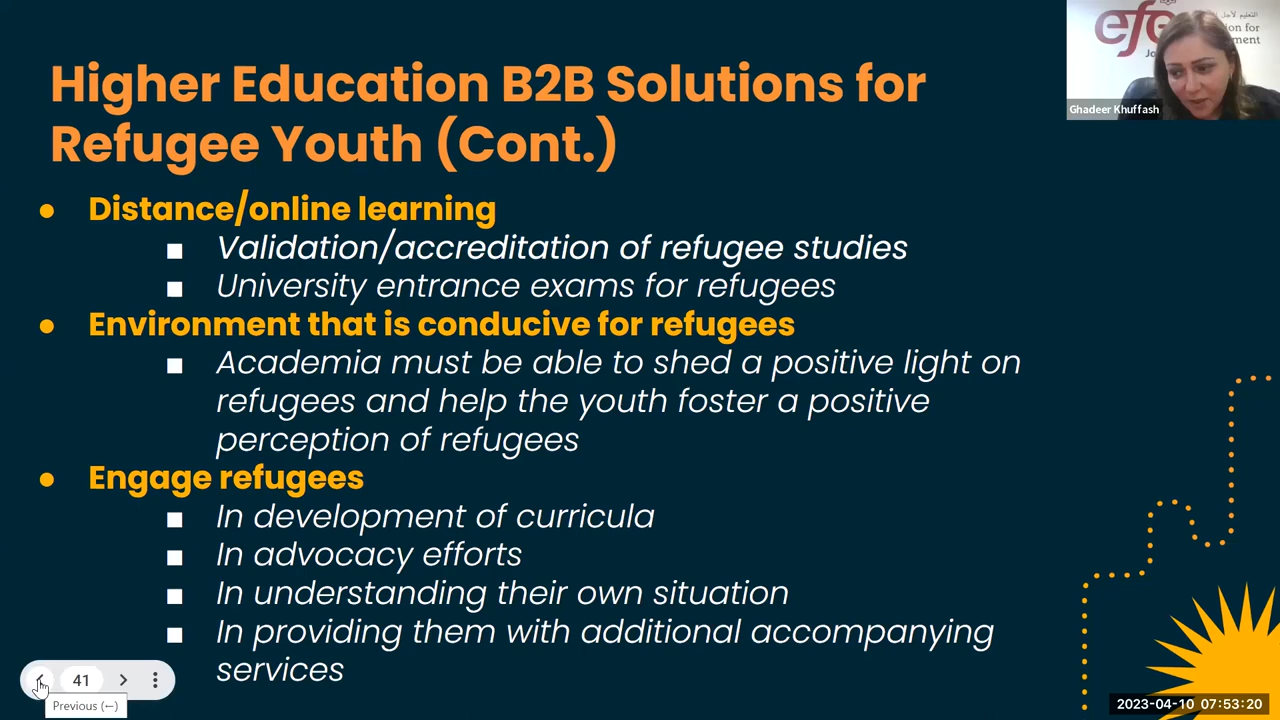 Higher Education B2B Solutions for
Refugee Youth (Cont.)
Distance/online learning
Validation/accreditation of refugee studies
University entrance exams for refugees
Environment that is conducive for refugees
Academia must be able to shed a positive light on
refugees and help the youth foster a positive
perception of refugees
Engage refugees
In development of curricula
In advocacy efforts
In understanding their own situation
In providing them with additional accompanying
services
41
Previous (←)
efe
Ghadeer Khuffash
2023-04-10 07:53:20